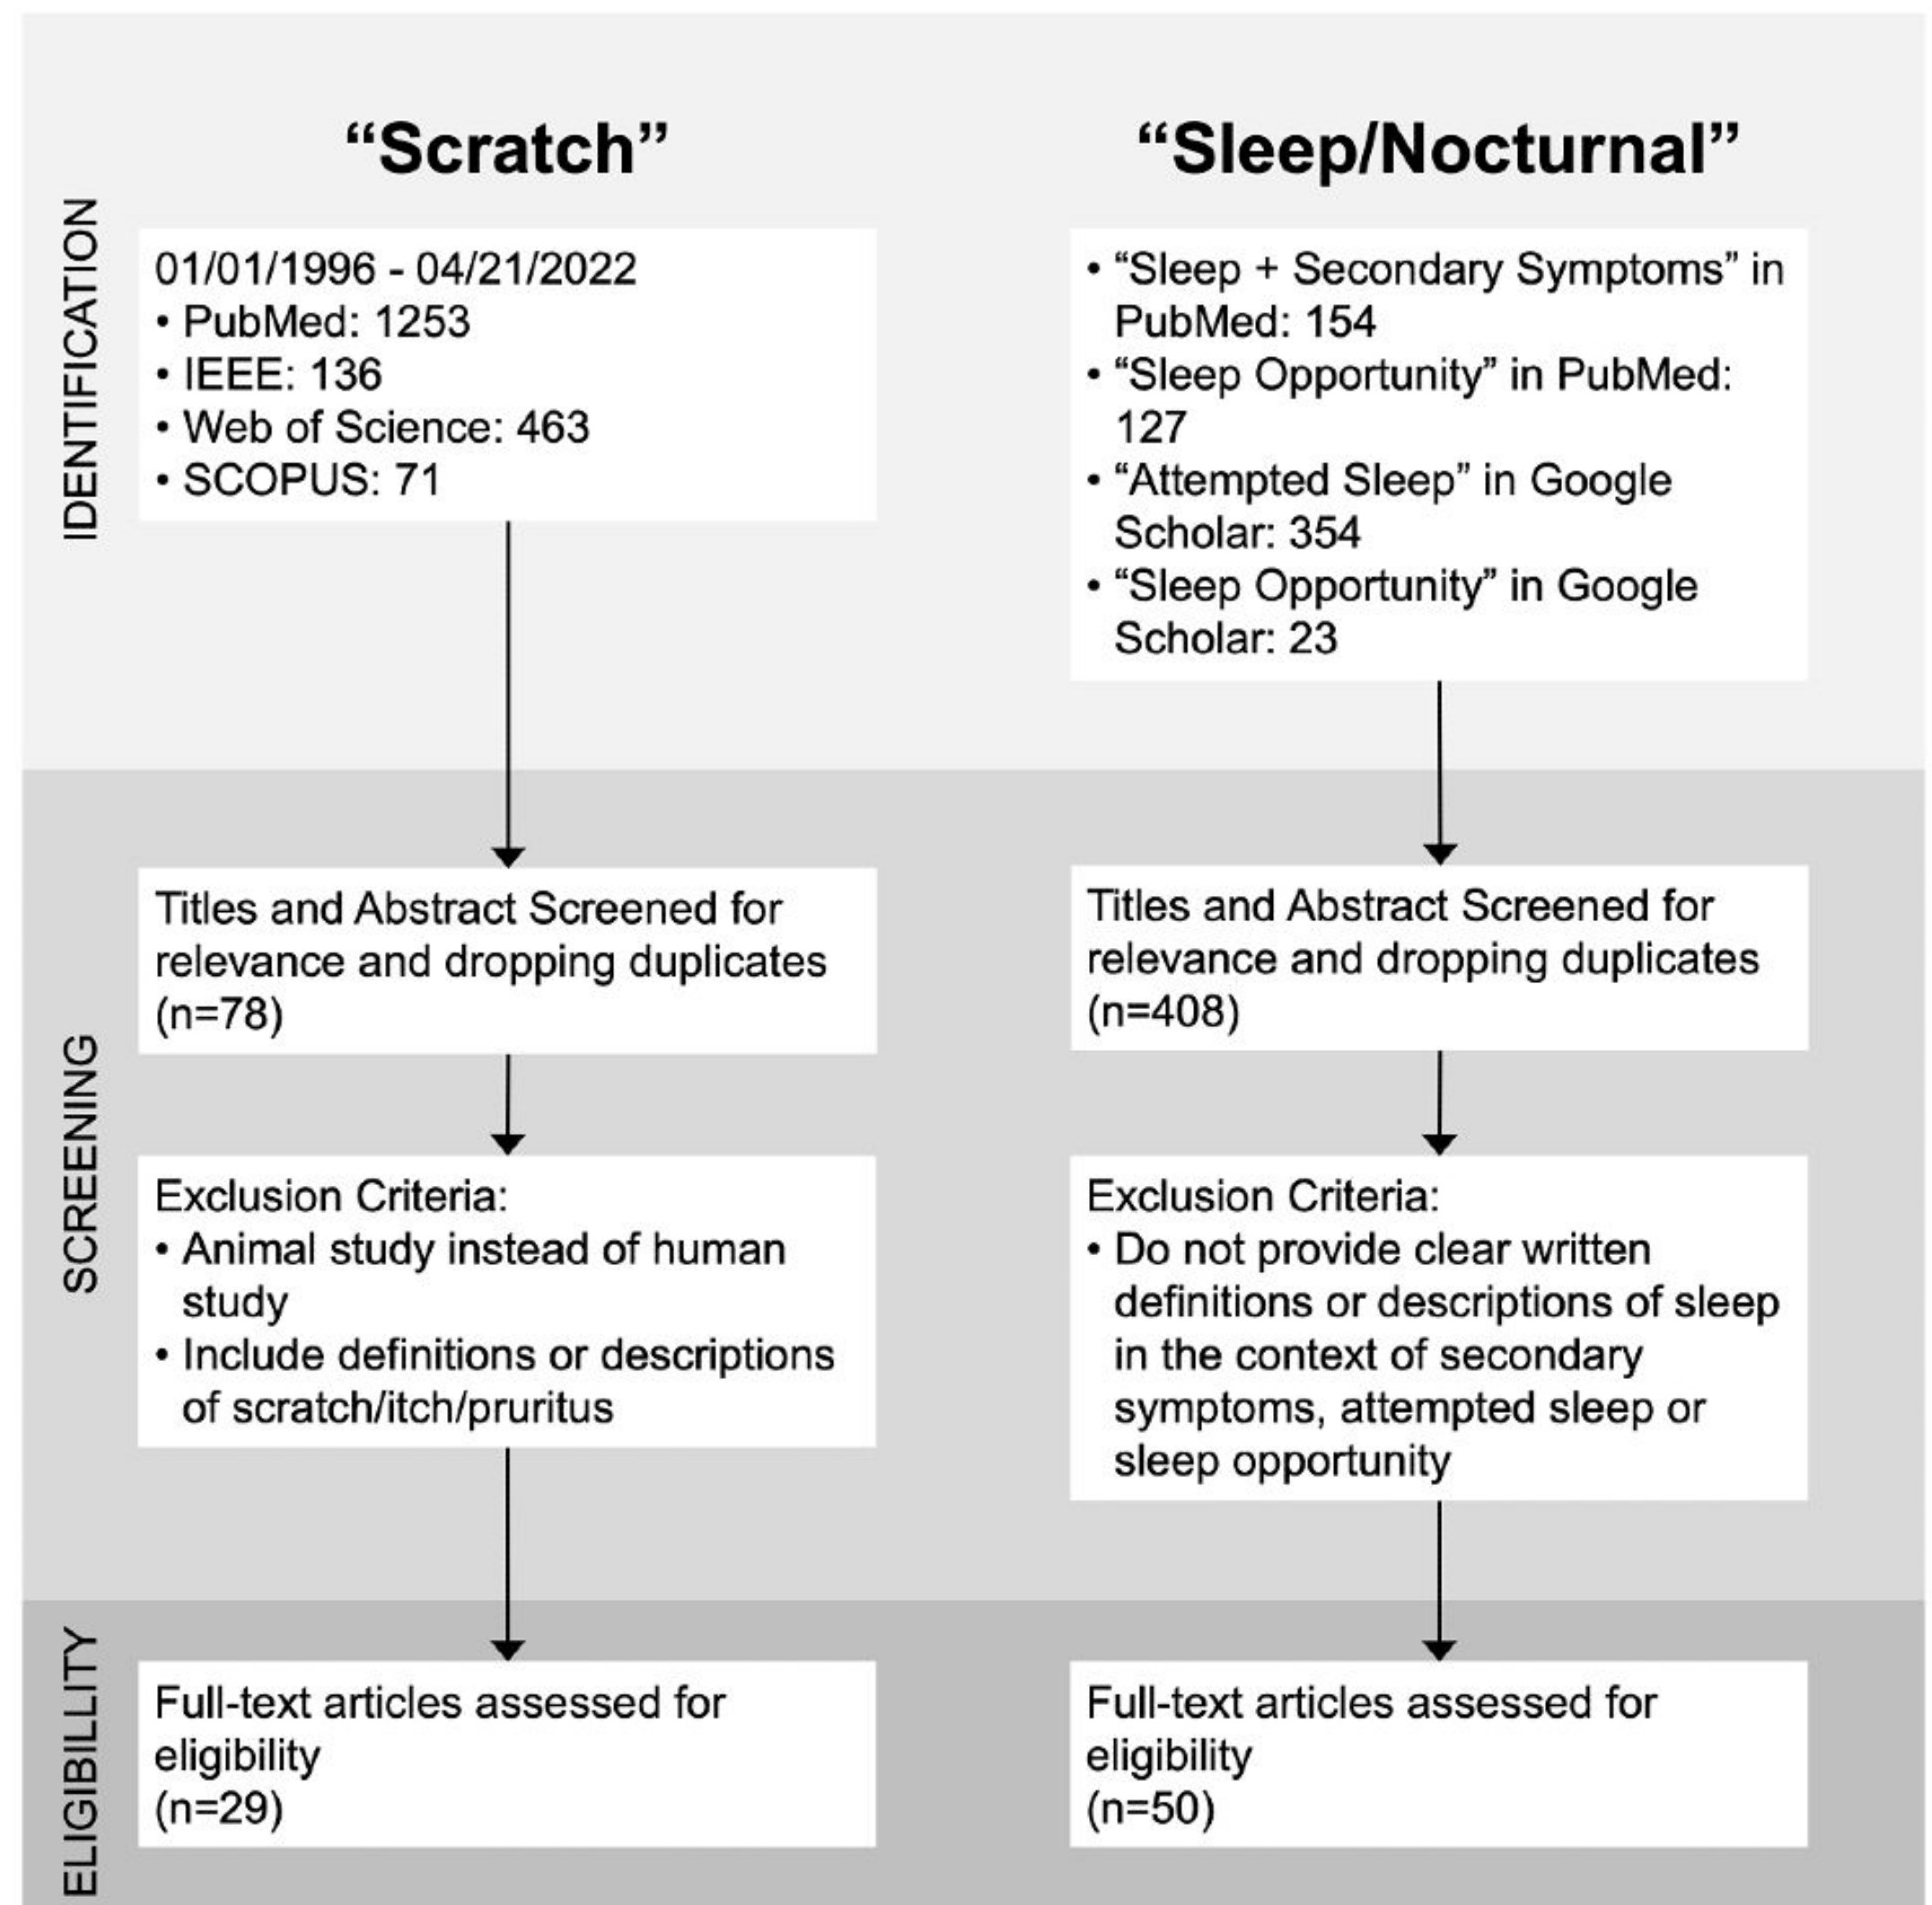 “Scratch”
IDENTIFICATION
01/01/1996 - 04/21/2022
• PubMed: 1253
• IEEE: 136
• Web of Science: 463
• SCOPUS: 71
“Sleep/Nocturnal”
• “Sleep + Secondary Symptoms” in
PubMed: 154
• “Sleep Opportunity” in PubMed:
127
• “Attempted Sleep” in Google
Scholar: 354
• “Sleep Opportunity” in Google
Scholar: 23
SCREENING
Titles and Abstract Screened for
relevance and dropping duplicates
(n=78)
Titles and Abstract Screened for
relevance and dropping duplicates
(n=408)
Exclusion Criteria:
• Animal study instead of human
study
• Include definitions or descriptions
of scratch/itch/pruritus
Exclusion Criteria:
• Do not provide clear written
definitions or descriptions of sleep
in the context of secondary
symptoms, attempted sleep or
sleep opportunity
ELIGIBILLITY
Full-text articles assessed for
eligibility
(n=29)
Full-text articles assessed for
eligibility
(n=50)